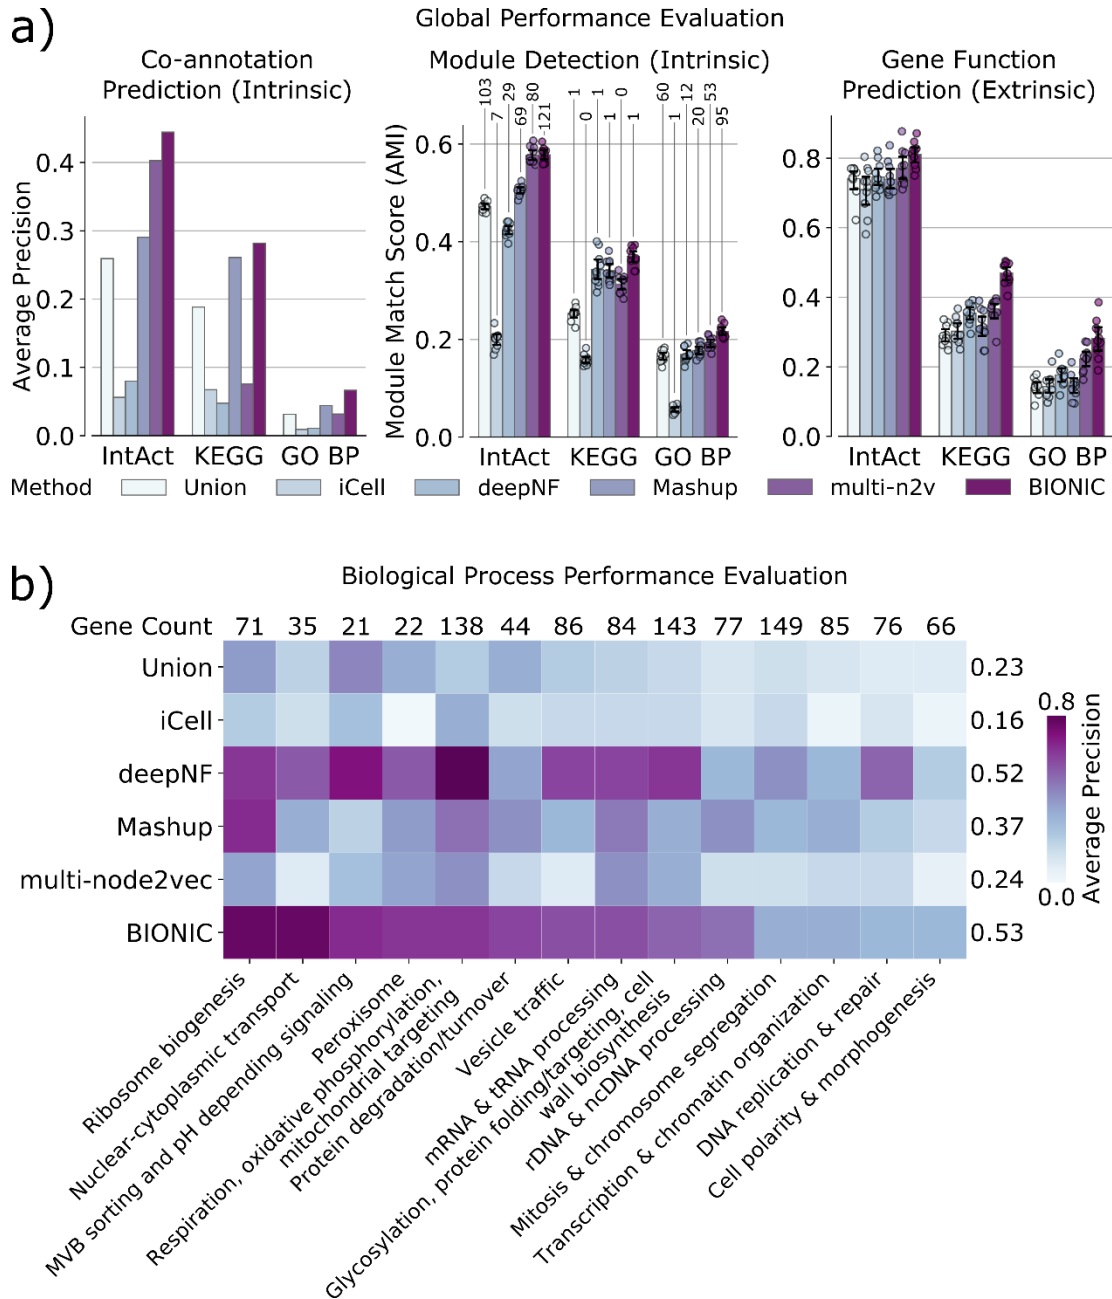 a)
Global Performance Evaluation
Co-annotation
Prediction (Intrinsic)
Module Detection (Intrinsic)
Gene Function
Prediction (Extrinsic)
103
7
29
69
80
121
1
0
1
1
0
1
60
1
12
20
53
95
Average Precision
0.4
0.3
0.2
0.1
0.0
IntAct KEGG GO BP
Module Match Score (AMI)
0.6
0.4
0.2
0.0
IntAct KEGG GO BP
0.8
0.6
0.4
0.2
0.0
IntAct KEGG GO BP
Method Union iCell deepNF Mashup multi-n2v BIONIC
b)
Biological Process Performance Evaluation
Gene Count 71 35 21 22 138 44 86 84 143 77 149 85 76 66
Union 0.23
iCell 0.16
deepNF 0.52
Mashup 0.37
multi-node2vec 0.24
BIONIC 0.53
0.8
0.0
Average Precision
Ribosome biogenesis
Nuclear-cytoplasmic transport
MVB sorting and pH depending signaling
Peroxisome
Respiration, oxidative phosphorylation,
mitochondrial targeting
Protein degradation/turnover
Vesicle traffic
mRNA & tRNA processing
Glycosylation, protein folding/targeting, cell
wall biosynthesis
rDNA & ncDNA processing
Mitosis & chromosome segregation
Transcription & chromatin organization
DNA replication & repair
Cell polarity & morphogenesis